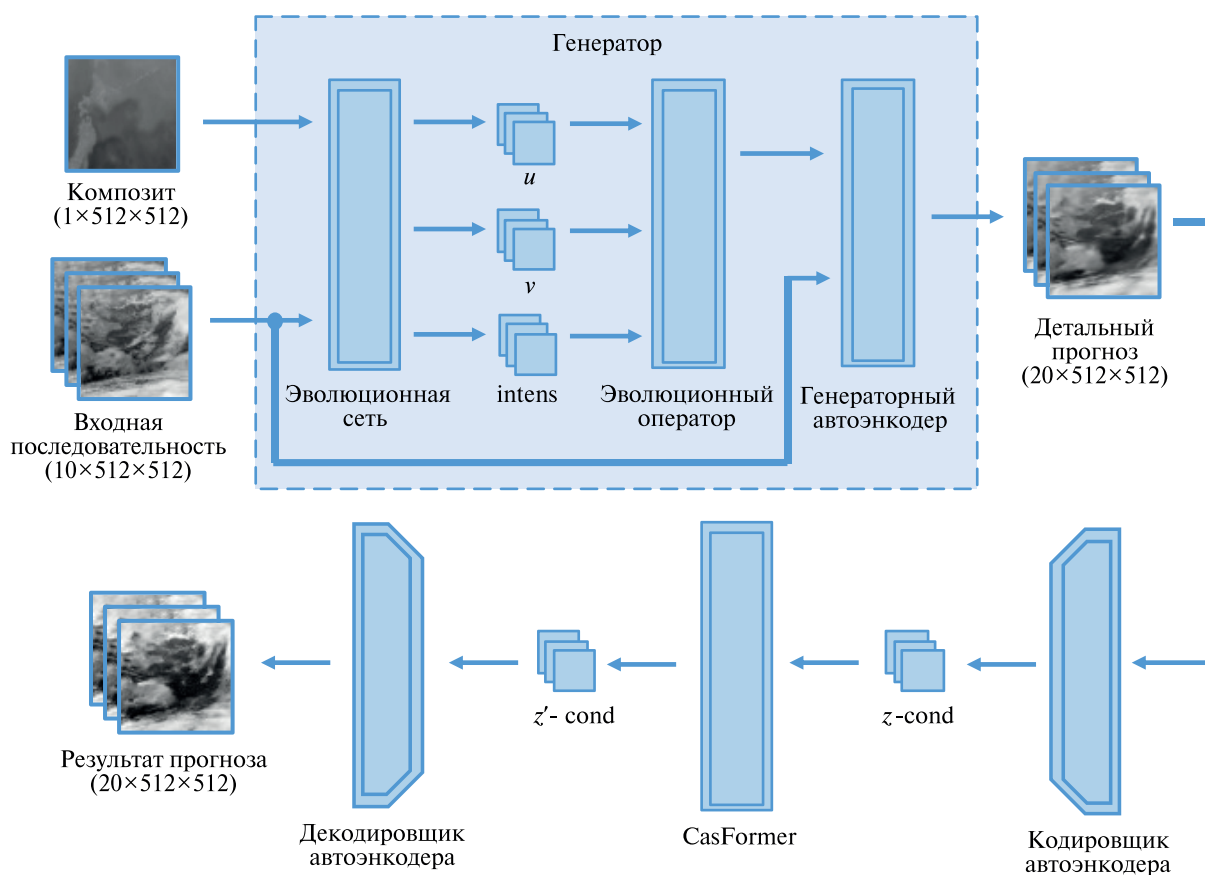 Генератор
Композит
(1×512×512)
u
v
intens
Входная
последовательность
(10×512×512)
Эволюционная
сеть
Эволюционный
оператор
Генераторный
автоэнкодер
Детальный
прогноз
(20×512×512)
Результат прогноза
(20×512×512)
z′- cond
z-cond
Декодировщик
автоэнкодера
CasFormer
Кодировщик
автоэнкодера